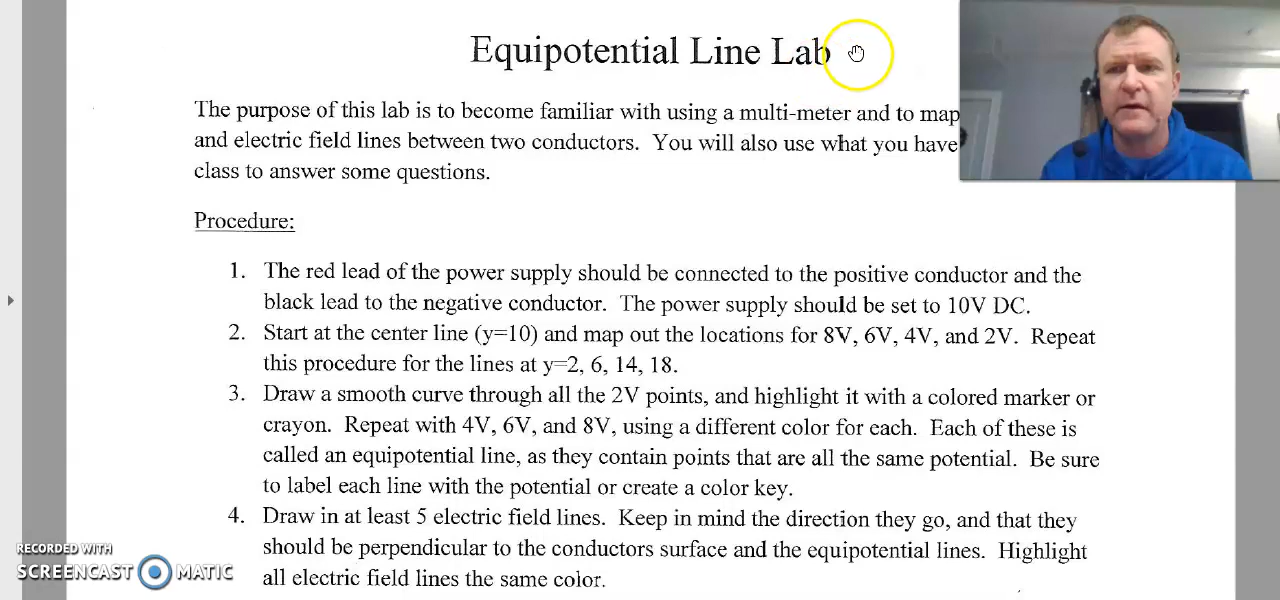 Equipotential Line Lab
The purpose of this lab is to become familiar with using a multi-meter and to map
and electric field lines between two conductors. You will also use what you have
class to answer some questions.
Procedure:
1. The red lead of the power supply should be connected to the positive conductor and the
black lead to the negative conductor. The power supply should be set to 10V DC.
2. Start at the center line (y=10) and map out the locations for 8V, 6V, 4V, and 2V. Repeat
this procedure for the lines at y=2, 6, 14, 18.
3. Draw a smooth curve through all the 2V points, and highlight it with a colored marker or
crayon. Repeat with 4V, 6V, and 8V, using a different color for each. Each of these is
called an equipotential line, as they contain points that are all the same potential. Be sure
to label each line with the potential or create a color key.
4. Draw in at least 5 electric field lines. Keep in mind the direction they go, and that they
should be perpendicular to the conductors surface and the equipotential lines. Highlight
all electric field lines the same color.
RECORDED WITH
SCREENCAST MATIC